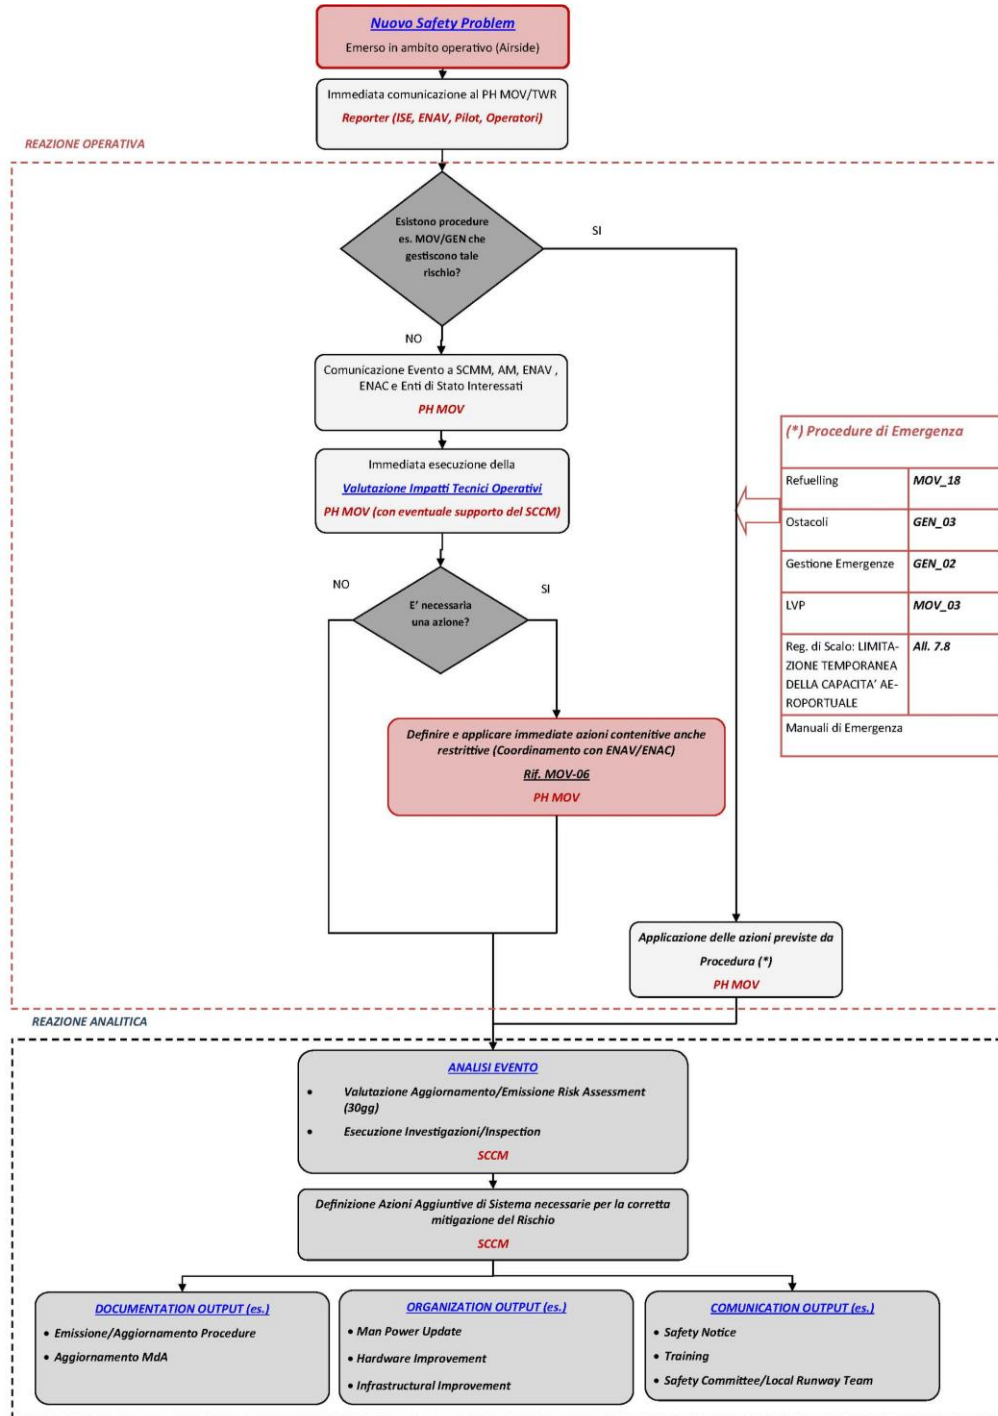 Nuovo Safety Problem
Emerso in ambito operativo (Airside)
Immediata comunicazione al PH MOV/TWR
Reporter (ISE, ENAV, Pilot, Operatori)
REAZIONE OPERATIVA
Esistono procedure
es. MOV/GEN che
gestiscono tale
rischio?
SI
NO
Comunicazione Evento a SCMM, AM, ENAV ,
ENAC e Enti di Stato Interessati
PH MOV
Immediata esecuzione della
Valutazione Impatti Tecnici Operativi
PH MOV (con eventuale supporto del SCCM)
NO
SI
E' necessaria
una azione?
Definire e applicare immediate azioni contenitive anche
restrittive (Coordinamento con ENAV/ENAC)
Rif. MOV-06
PH MOV
(*) Procedure di Emergenza
Refuelling MOV_18
Ostacoli GEN_03
Gestione Emergenze GEN_02
LVP MOV_03
Reg. di Scalo: LIMITA- All. 7.8
ZIONE TEMPORANEA
DELLA CAPACITA' AE-
ROPORTUALE
Manuali di Emergenza
Applicazione delle azioni previste da
Procedura (*)
PH MOV
REAZIONE ANALITICA
ANALISI EVENTO
• Valutazione Aggiornamento/Emissione Risk Assessment
(30gg)
• Esecuzione Investigazioni/Inspection
SCCM
Definizione Azioni Aggiuntive di Sistema necessarie per la corretta
mitigazione del Rischio
SCCM
DOCUMENTATION OUTPUT (es.)
• Emissione/Aggiornamento Procedure
• Aggiornamento MdA
ORGANIZATION OUTPUT (es.)
• Man Power Update
• Hardware Improvement
• Infrastructural Improvement
COMUNICATION OUTPUT (es.)
• Safety Notice
• Training
• Safety Committee/Local Runway Team